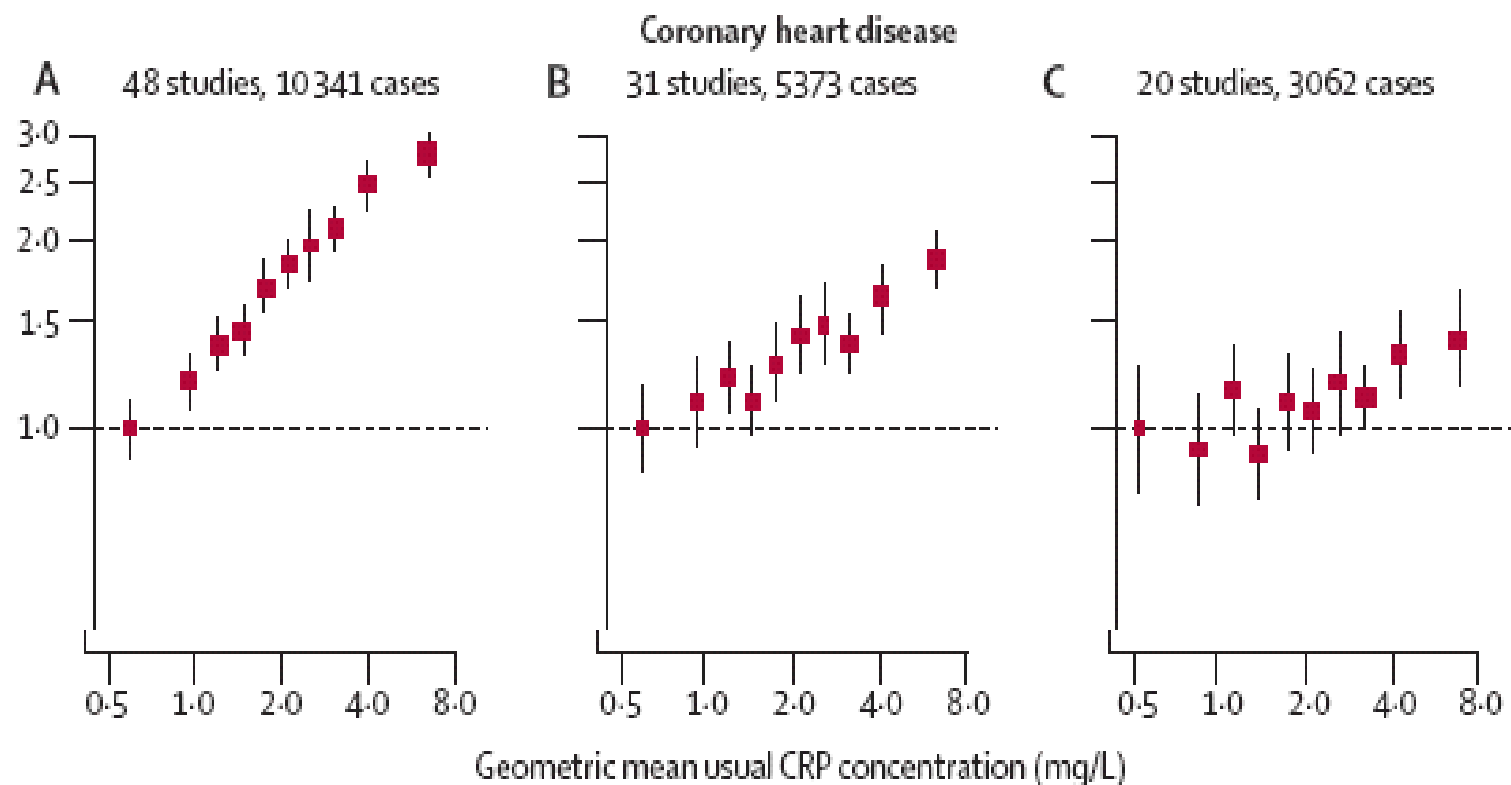 Coronary heart disease
A 48 studies, 10 341 cases
B 31 studies, 5373 cases
C 20 studies, 3062 cases
3·0
2·5
2·0
1·5
1·0
0·5 1·0 2·0 4·0 8·0
0·5 1·0 2·0 4·0 8·0
0·5 1·0 2·0 4·0 8·0
Geometric mean usual CRP concentration (mg/L)